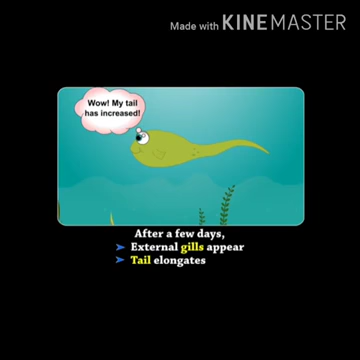 Made with KINEMASTER
Wow! My tail
has increased!
After a few days,
➤ External gills appear
➤ Tail elongates